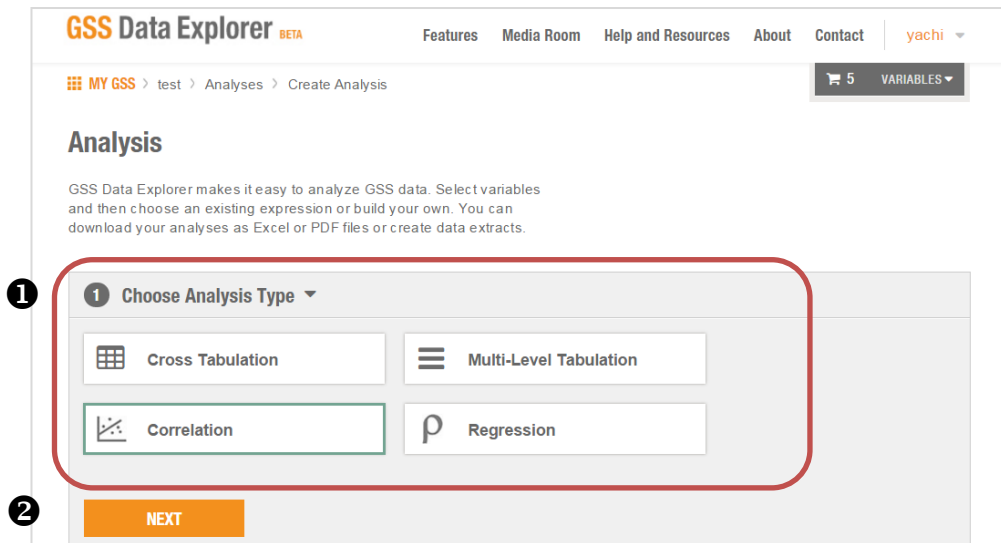 GSS Data Explorer BETA
Features Media Room Help and Resources About Contact yachi
MY GSS > test > Analyses > Create Analysis
5 VARIABLES
Analysis
GSS Data Explorer makes it easy to analyze GSS data. Select variables
and then choose an existing expression or build your own. You can
download your analyses as Excel or PDF files or create data extracts.
❶
1 Choose Analysis Type
Cross Tabulation
Multi-Level Tabulation
Correlation
ρ Regression
❷
NEXT